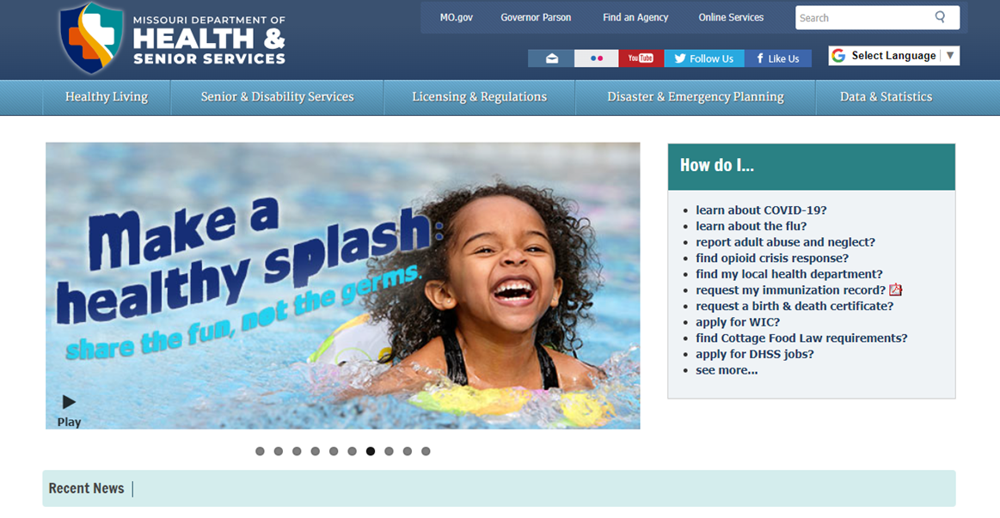 MISSOURI DEPARTMENT OF
HEALTH &
SENIOR SERVICES
MO.gov
Governor Parson
Find an Agency
Online Services
Search
You Tube
Follow Us
Like Us
Select Language
Healthy Living
Senior & Disability Services
Licensing & Regulations
Disaster & Emergency Planning
Data & Statistics
Make a
healthy splash:
share the fun, not the germs.
Play
How do I...
learn about COVID-19?
learn about the flu?
report adult abuse and neglect?
find opioid crisis response?
find my local health department?
request my immunization record?
request a birth & death certificate?
apply for WIC?
find Cottage Food Law requirements?
apply for DHSS jobs?
see more...
Recent News